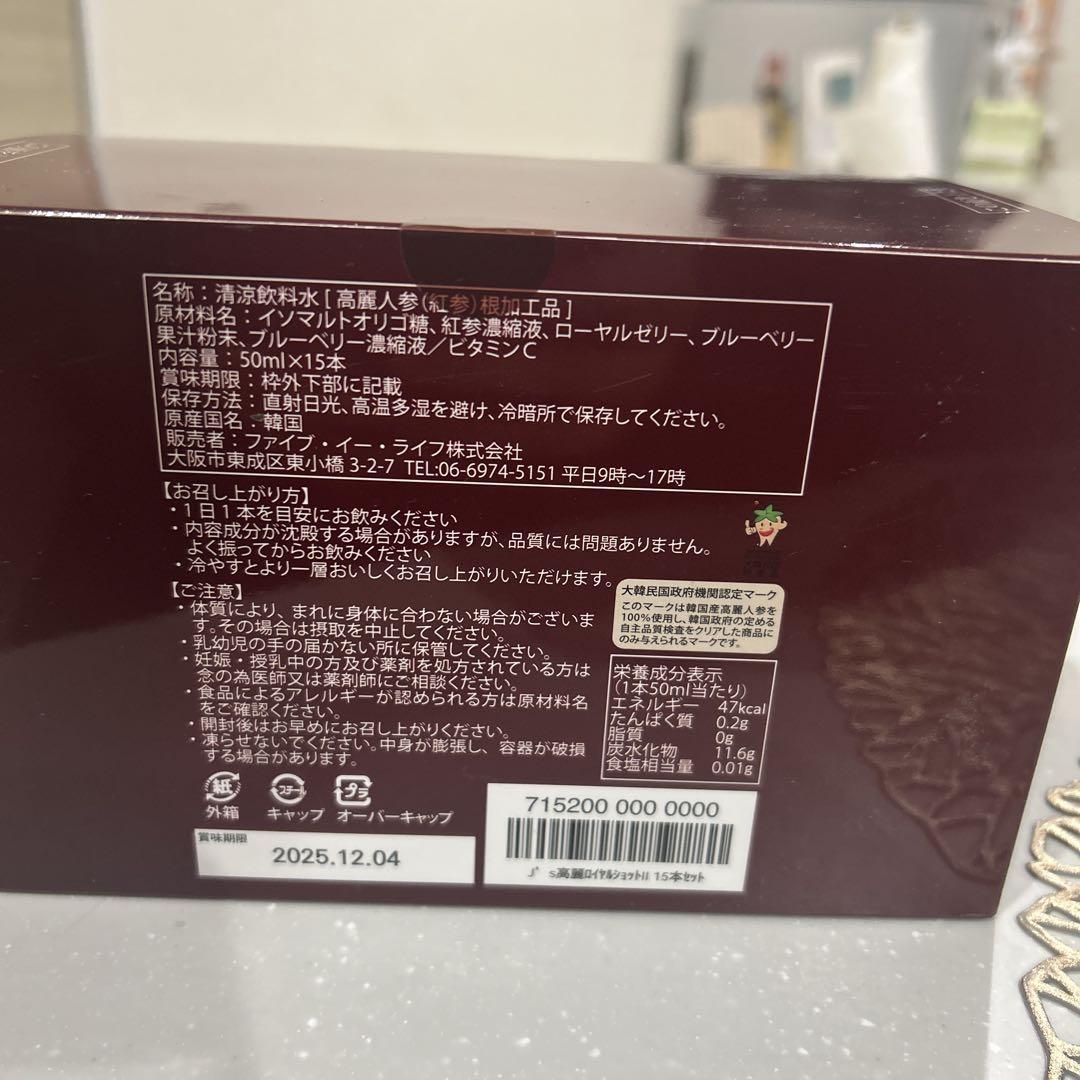 名称：清涼飲料水 [ 高麗人参（紅参）根加工品 ]
原材料名：イソマルトオリゴ糖、紅参濃縮液、ローヤルゼリー、ブルーベリー
果汁粉末、ブルーベリー濃縮液／ビタミンC
内容量：50ml×15本
賞味期限：枠外下部に記載
保存方法：直射日光、高温多湿を避け、冷暗所で保存してください。
原産国名：韓国
販売者：ファイブ・イー・ライフ株式会社
大阪市東成区東小橋 3-2-7 TEL:06-6974-5151 平日9時〜17時
【お召し上がり方】
・1日1本を目安にお飲みください
・内容成分が沈殿する場合がありますが、品質には問題ありません。
よく振ってからお飲みください
・冷やすとより一層おいしくお召し上がりいただけます。
【ご注意】
・体質により、まれに身体に合わない場合がございま
す。その場合は摂取を中止してください。
・乳幼児の手の届かない所に保管してください。
・妊娠・授乳中の方及び薬剤を処方されている方は
念の為医師又は薬剤師にご相談ください。
・食品によるアレルギーが認められる方は原材料名
をご確認ください。
・開封後はお早めにお召し上がりください。
・凍らせないでください。中身が膨張し、容器が破損
する場合があります。
大韓民国政府機関認定マーク
このマークは韓国産高麗人参を
100%使用し、韓国政府の定める
自主品質検査をクリアした商品に
のみ与えられるマークです。
栄養成分表示
（1本50ml当たり）
エネルギー 47kcal
たんぱく質 0.2g
脂質 0g
炭水化物 11.6g
食塩相当量 0.01g
紙 スチール プラ
外箱 キャップ オーバーキャップ
賞味期限
2025.12.04
715200 000 0000
J゜s高麗ロイヤルショットII 15本セット